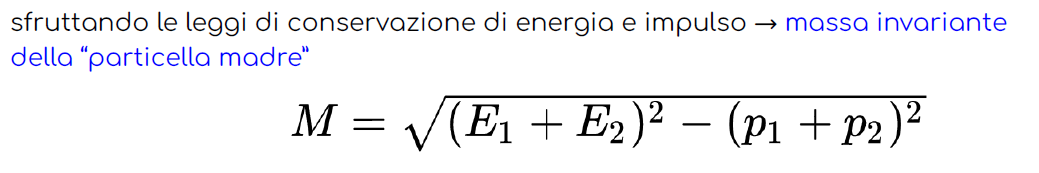 sfruttando le leggi di conservazione di energia e impulso → massa invariante
della “particella madre”
M = √(E₁ + E₂)² − (p₁ + p₂)²